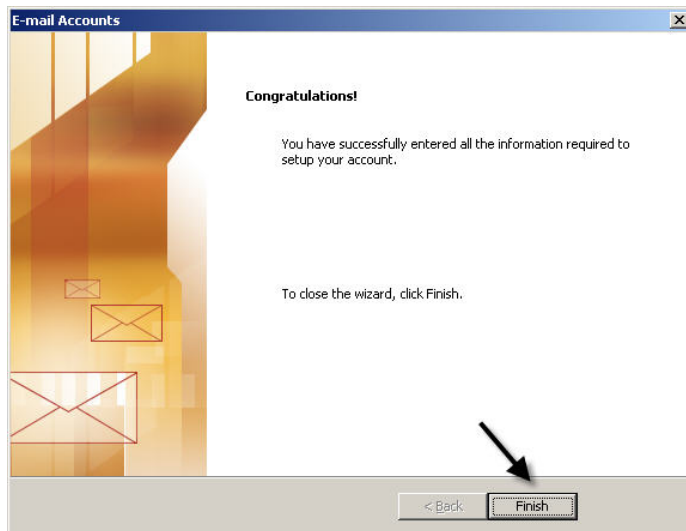 E-mail Accounts
Congratulations!
You have successfully entered all the information required to
setup your account.
To close the wizard, click Finish.
< Back
Finish